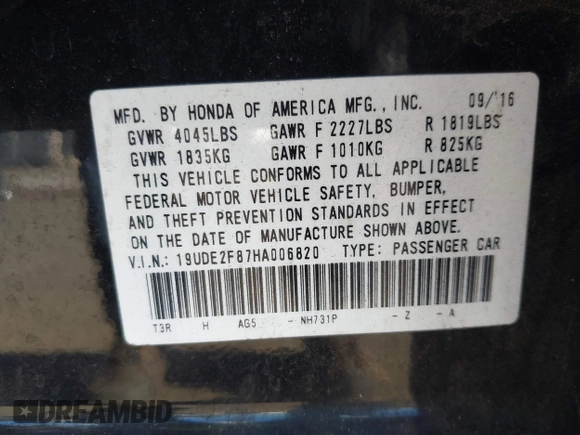 MFD. BY HONDA OF AMERICA MFG., INC. 09/'16
GVWR 4045LBS GAWR F 2227LBS R 1819LBS
GVWR 1835KG GAWR F 1010KG R 825KG
THIS VEHICLE CONFORMS TO ALL APPLICABLE
FEDERAL MOTOR VEHICLE SAFETY, BUMPER,
AND THEFT PREVENTION STANDARDS IN EFFECT
ON THE DATE OF MANUFACTURE SHOWN ABOVE.
V.I.N.: 19UDE2F87HA006820 TYPE: PASSENGER CAR
T3R H AG5 - NH731P - Z - A
DREAMBID